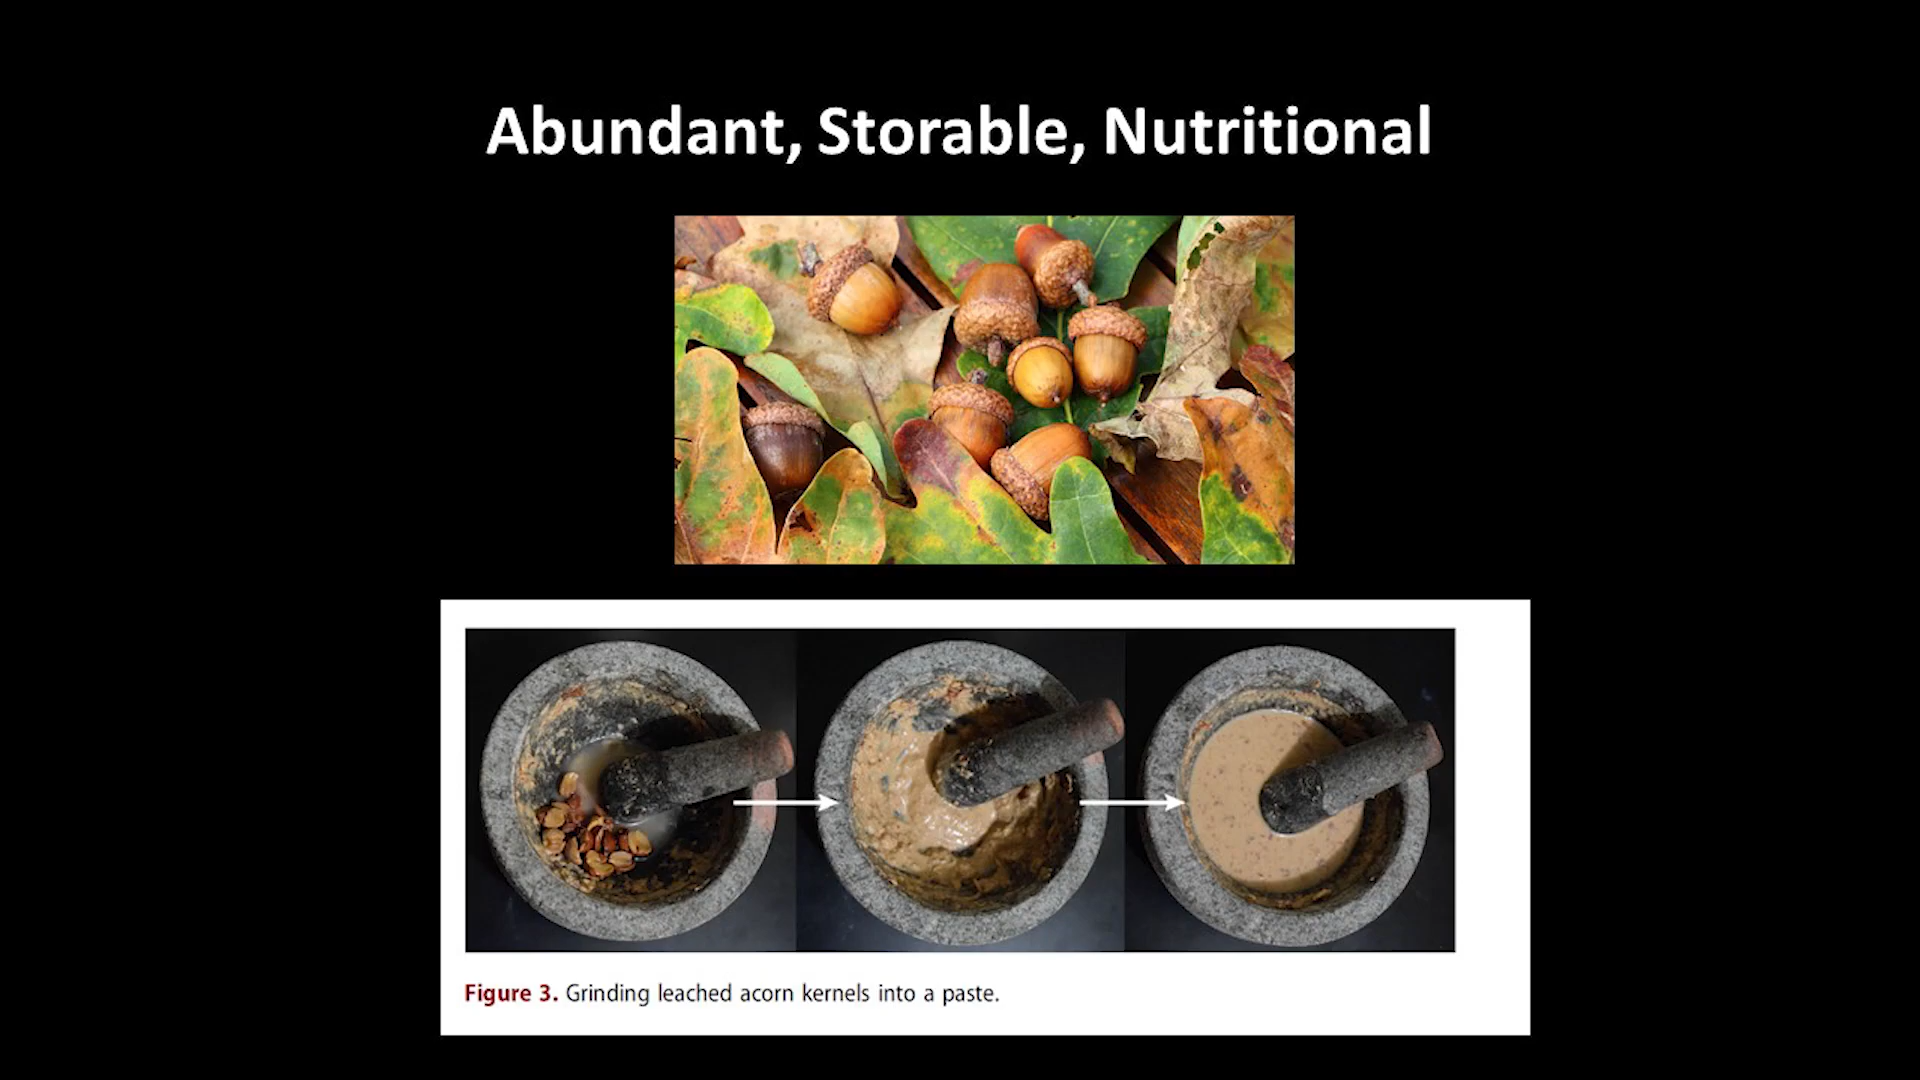 Abundant, Storable, Nutritional
Figure 3. Grinding leached acorn kernels into a paste.